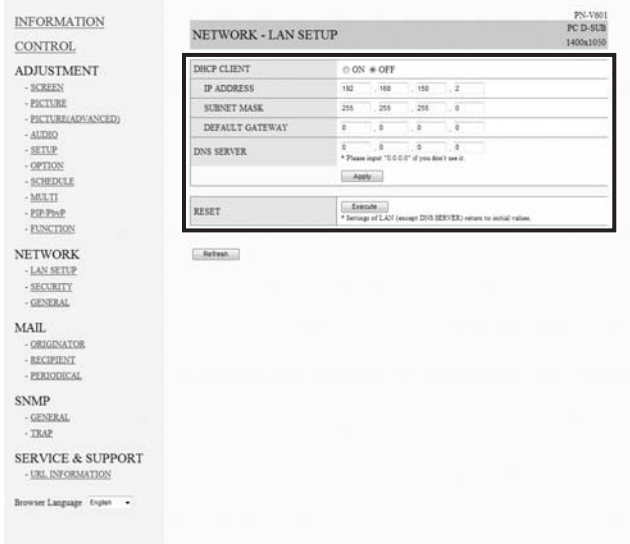 INFORMATION
CONTROL
ADJUSTMENT
- SCREEN
- PICTURE
- PICTURE(ADVANCED)
- AUDIO
- SETUP
- OPTION
- SCHEDULE
- MULTI
- PIP/PbyP
- FUNCTION
NETWORK
- LAN SETUP
- SECURITY
- GENERAL
MAIL
- ORIGINATOR
- RECIPIENT
- PERIODICAL
SNMP
- GENERAL
- TRAP
SERVICE & SUPPORT
- URL INFORMATION
Browser Language English
PN-V601
NETWORK - LAN SETUP PC D-SUB
1400x1050
DHCP CLIENT ON OFF
IP ADDRESS 192 . 168 . 150 . 2
SUBNET MASK 255 . 255 . 255 . 0
DEFAULT GATEWAY 0 . 0 . 0 . 0
DNS SERVER 0 . 0 . 0 . 0
* Please input "0.0.0.0" if you don't use it.
Apply
RESET Execute
* Settings of LAN (except DNS SERVER) return to initial values.
Refresh